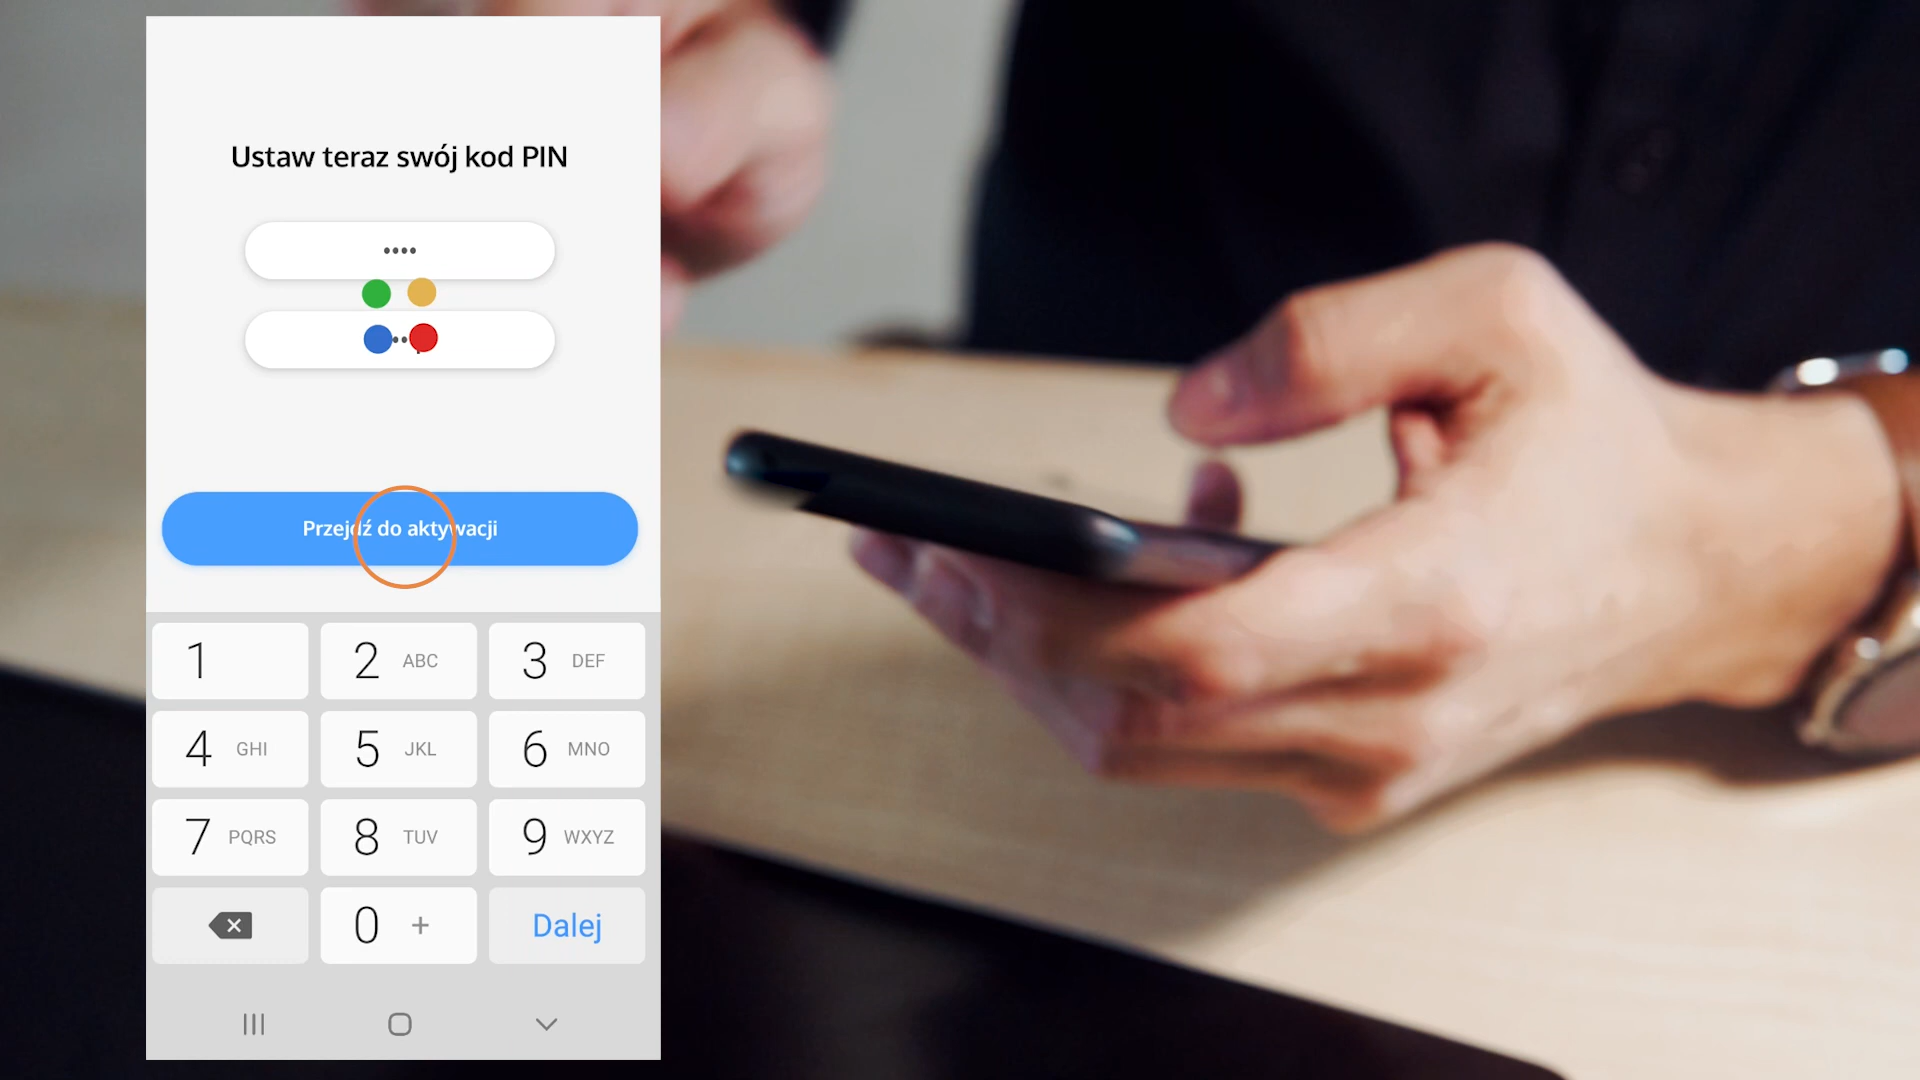 Ustaw teraz swój kod PIN
••••
Przejdź do aktywacji
1
2 ABC
3 DEF
4 GHI
5 JKL
6 MNO
7 PQRS
8 TUV
9 WXYZ
0 +
Dalej